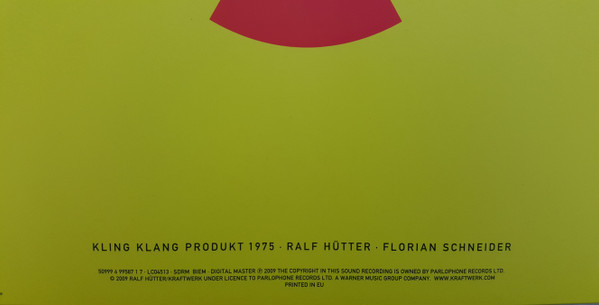 KLING KLANG PRODUKT 1975 · RALF HÜTTER · FLORIAN SCHNEIDER
50999 6 99587 1 7 · LC04513 · SDRM · BIEM · DIGITAL MASTER ℗ 2009 THE COPYRIGHT IN THIS SOUND RECORDING IS OWNED BY PARLOPHONE RECORDS LTD
© 2009 RALF HÜTTER/KRAFTWERK UNDER LICENCE TO PARLOPHONE RECORDS LTD. A WARNER MUSIC GROUP COMPANY. WWW.KRAFTWERK.COM
PRINTED IN EU